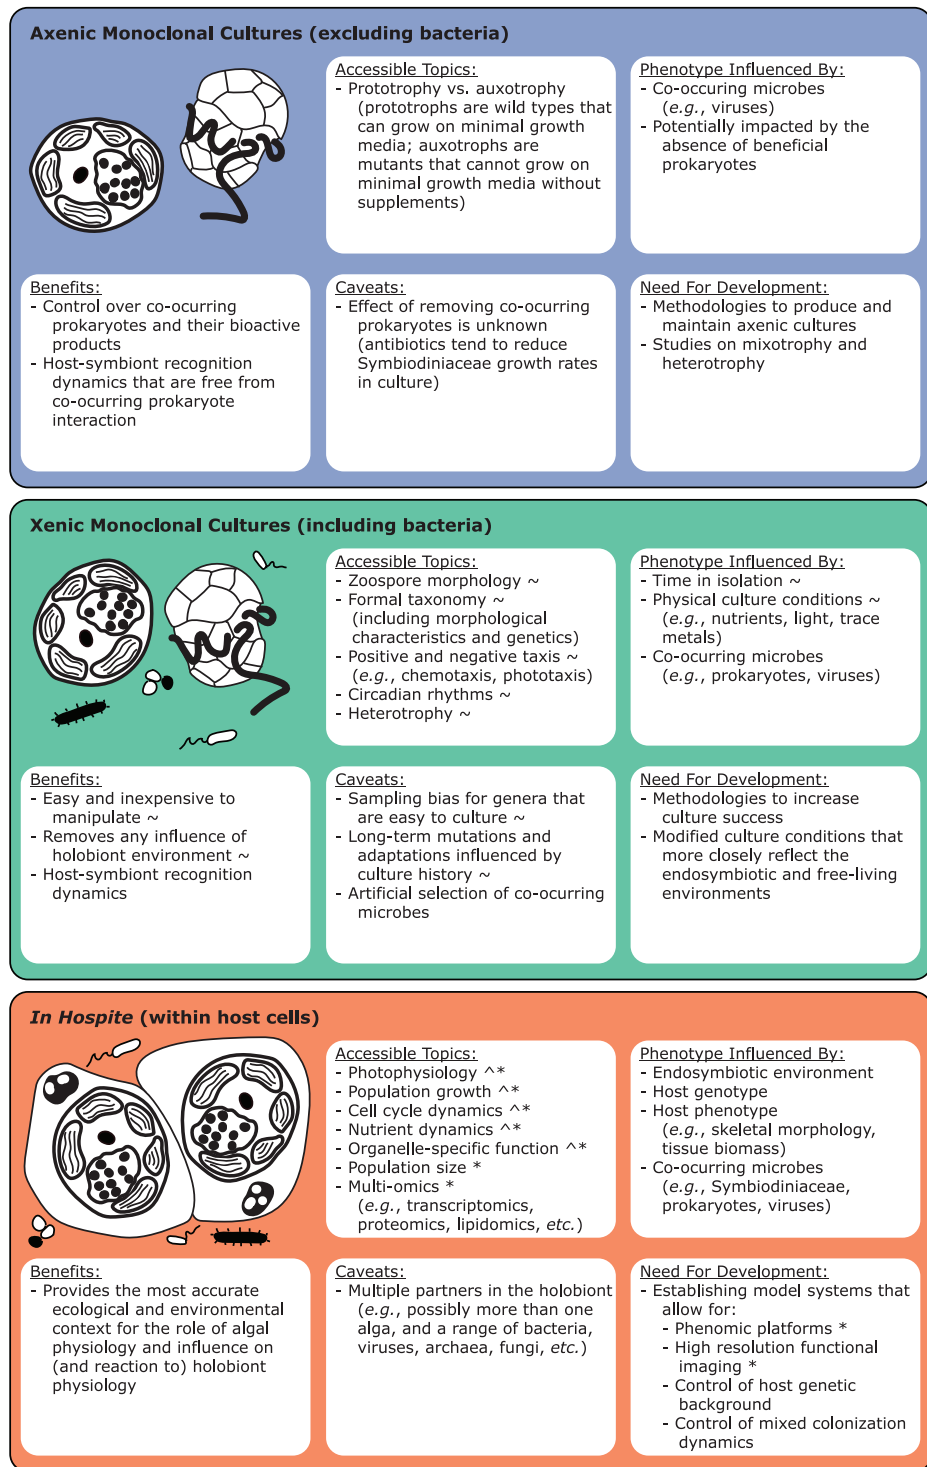 Axenic Monoclonal Cultures (excluding bacteria)
Accessible Topics:
- Prototrophy vs. auxotrophy
(prototrophs are wild types that
can grow on minimal growth
media; auxotrophs are
mutants that cannot grow on
minimal growth media without
supplements)
Phenotype Influenced By:
- Co-occuring microbes
(e.g., viruses)
- Potentially impacted by the
absence of beneficial
prokaryotes
Benefits:
- Control over co-ocurring
prokaryotes and their bioactive
products
- Host-symbiont recognition
dynamics that are free from
co-ocurring prokaryote
interaction
Caveats:
- Effect of removing co-ocurring
prokaryotes is unknown
(antibiotics tend to reduce
Symbiodiniaceae growth rates
in culture)
Need For Development:
- Methodologies to produce and
maintain axenic cultures
- Studies on mixotrophy and
heterotrophy
Xenic Monoclonal Cultures (including bacteria)
Accessible Topics:
- Zoospore morphology ~
- Formal taxonomy ~
(including morphological
characteristics and genetics)
- Positive and negative taxis ~
(e.g., chemotaxis, phototaxis)
- Circadian rhythms ~
- Heterotrophy ~
Phenotype Influenced By:
- Time in isolation ~
- Physical culture conditions ~
(e.g., nutrients, light, trace
metals)
- Co-ocurring microbes
(e.g., prokaryotes, viruses)
Benefits:
- Easy and inexpensive to
manipulate ~
- Removes any influence of
holobiont environment ~
- Host-symbiont recognition
dynamics
Caveats:
- Sampling bias for genera that
are easy to culture ~
- Long-term mutations and
adaptations influenced by
culture history ~
- Artificial selection of co-ocurring
microbes
Need For Development:
- Methodologies to increase
culture success
- Modified culture conditions that
more closely reflect the
endosymbiotic and free-living
environments
In Hospite (within host cells)
Accessible Topics:
- Photophysiology ^*
- Population growth ^*
- Cell cycle dynamics ^*
- Nutrient dynamics ^*
- Organelle-specific function ^*
- Population size *
- Multi-omics *
(e.g., transcriptomics,
proteomics, lipidomics, etc.)
Phenotype Influenced By:
- Endosymbiotic environment
- Host genotype
- Host phenotype
(e.g., skeletal morphology,
tissue biomass)
- Co-ocurring microbes
(e.g., Symbiodiniaceae,
prokaryotes, viruses)
Benefits:
- Provides the most accurate
ecological and environmental
context for the role of algal
physiology and influence on
(and reaction to) holobiont
physiology
Caveats:
- Multiple partners in the holobiont
(e.g., possibly more than one
alga, and a range of bacteria,
viruses, archaea, fungi, etc.)
Need For Development:
- Establishing model systems that
allow for:
- Phenomic platforms *
- High resolution functional
imaging *
- Control of host genetic
background
- Control of mixed colonization
dynamics